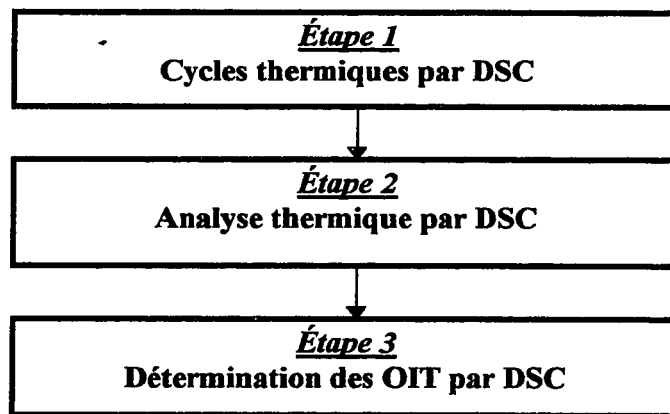 Étape 1
Cycles thermiques par DSC
Étape 2
Analyse thermique par DSC
Étape 3
Détermination des OIT par DSC